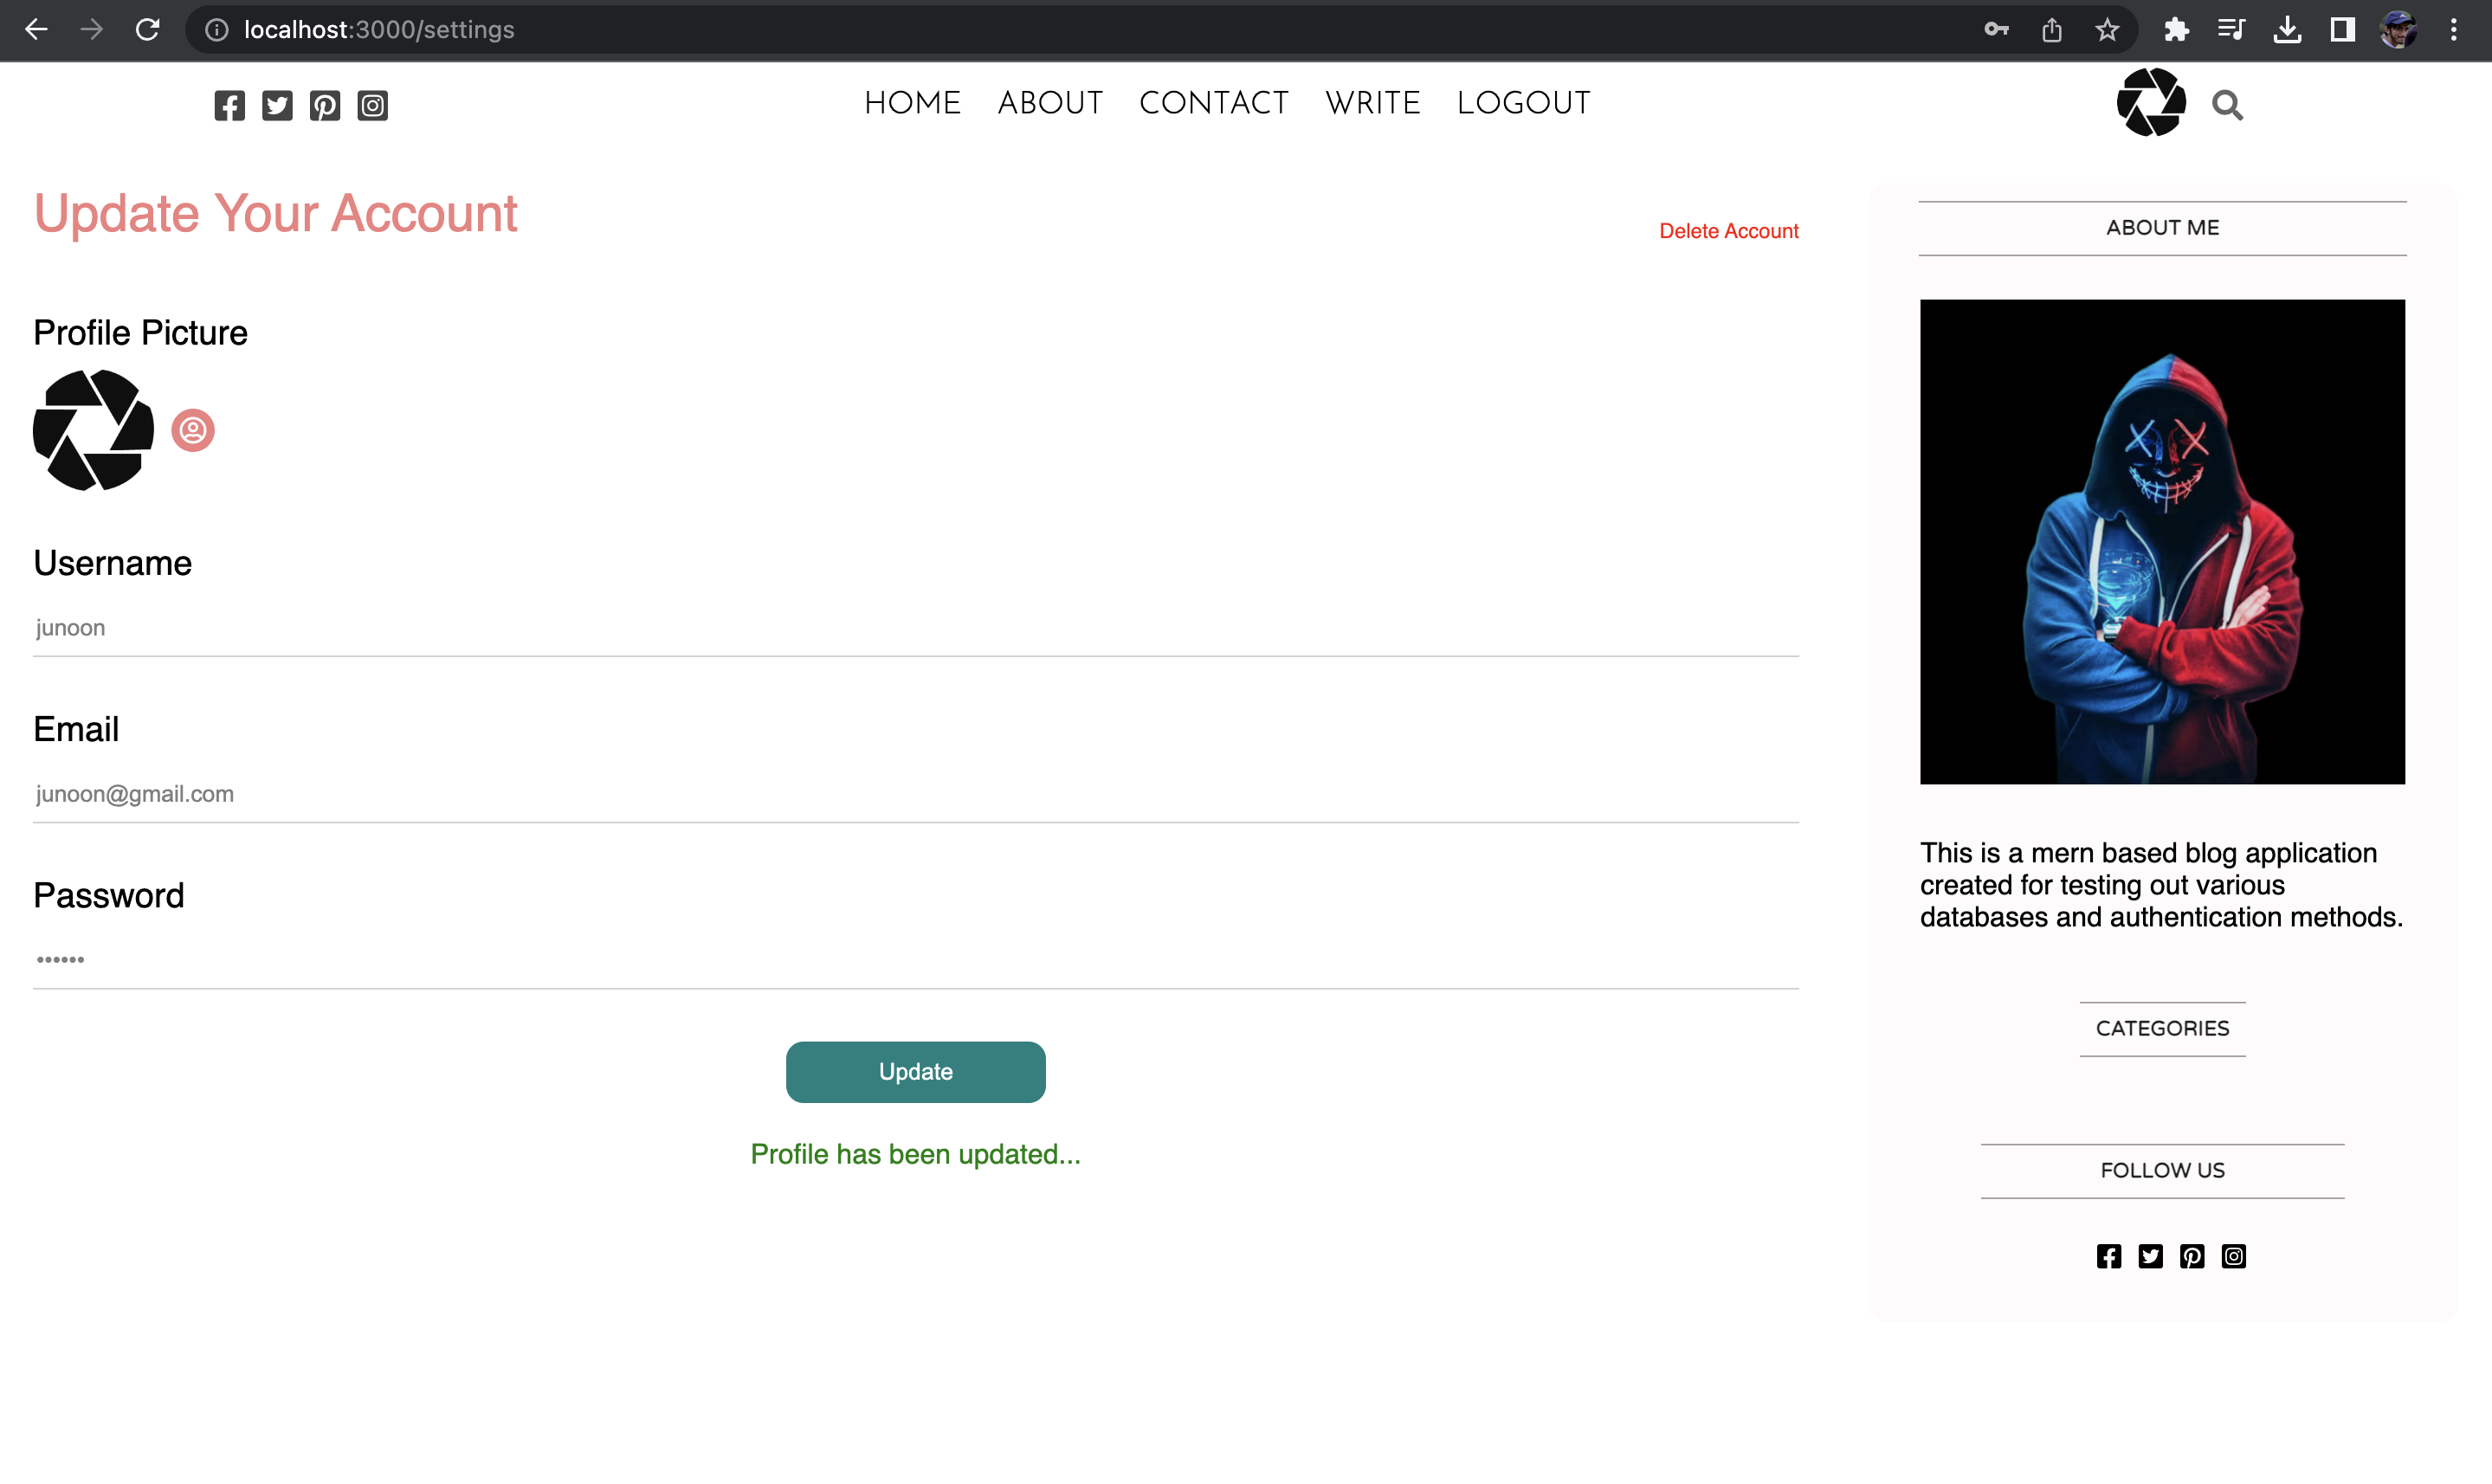 localhost:3000/settings
HOME ABOUT CONTACT WRITE LOGOUT
Update Your Account
Delete Account
Profile Picture
Username
junoon
Email
junoon@gmail.com
Password
••••••
Update
Profile has been updated...
ABOUT ME
This is a mern based blog application
created for testing out various
databases and authentication methods.
CATEGORIES
FOLLOW US